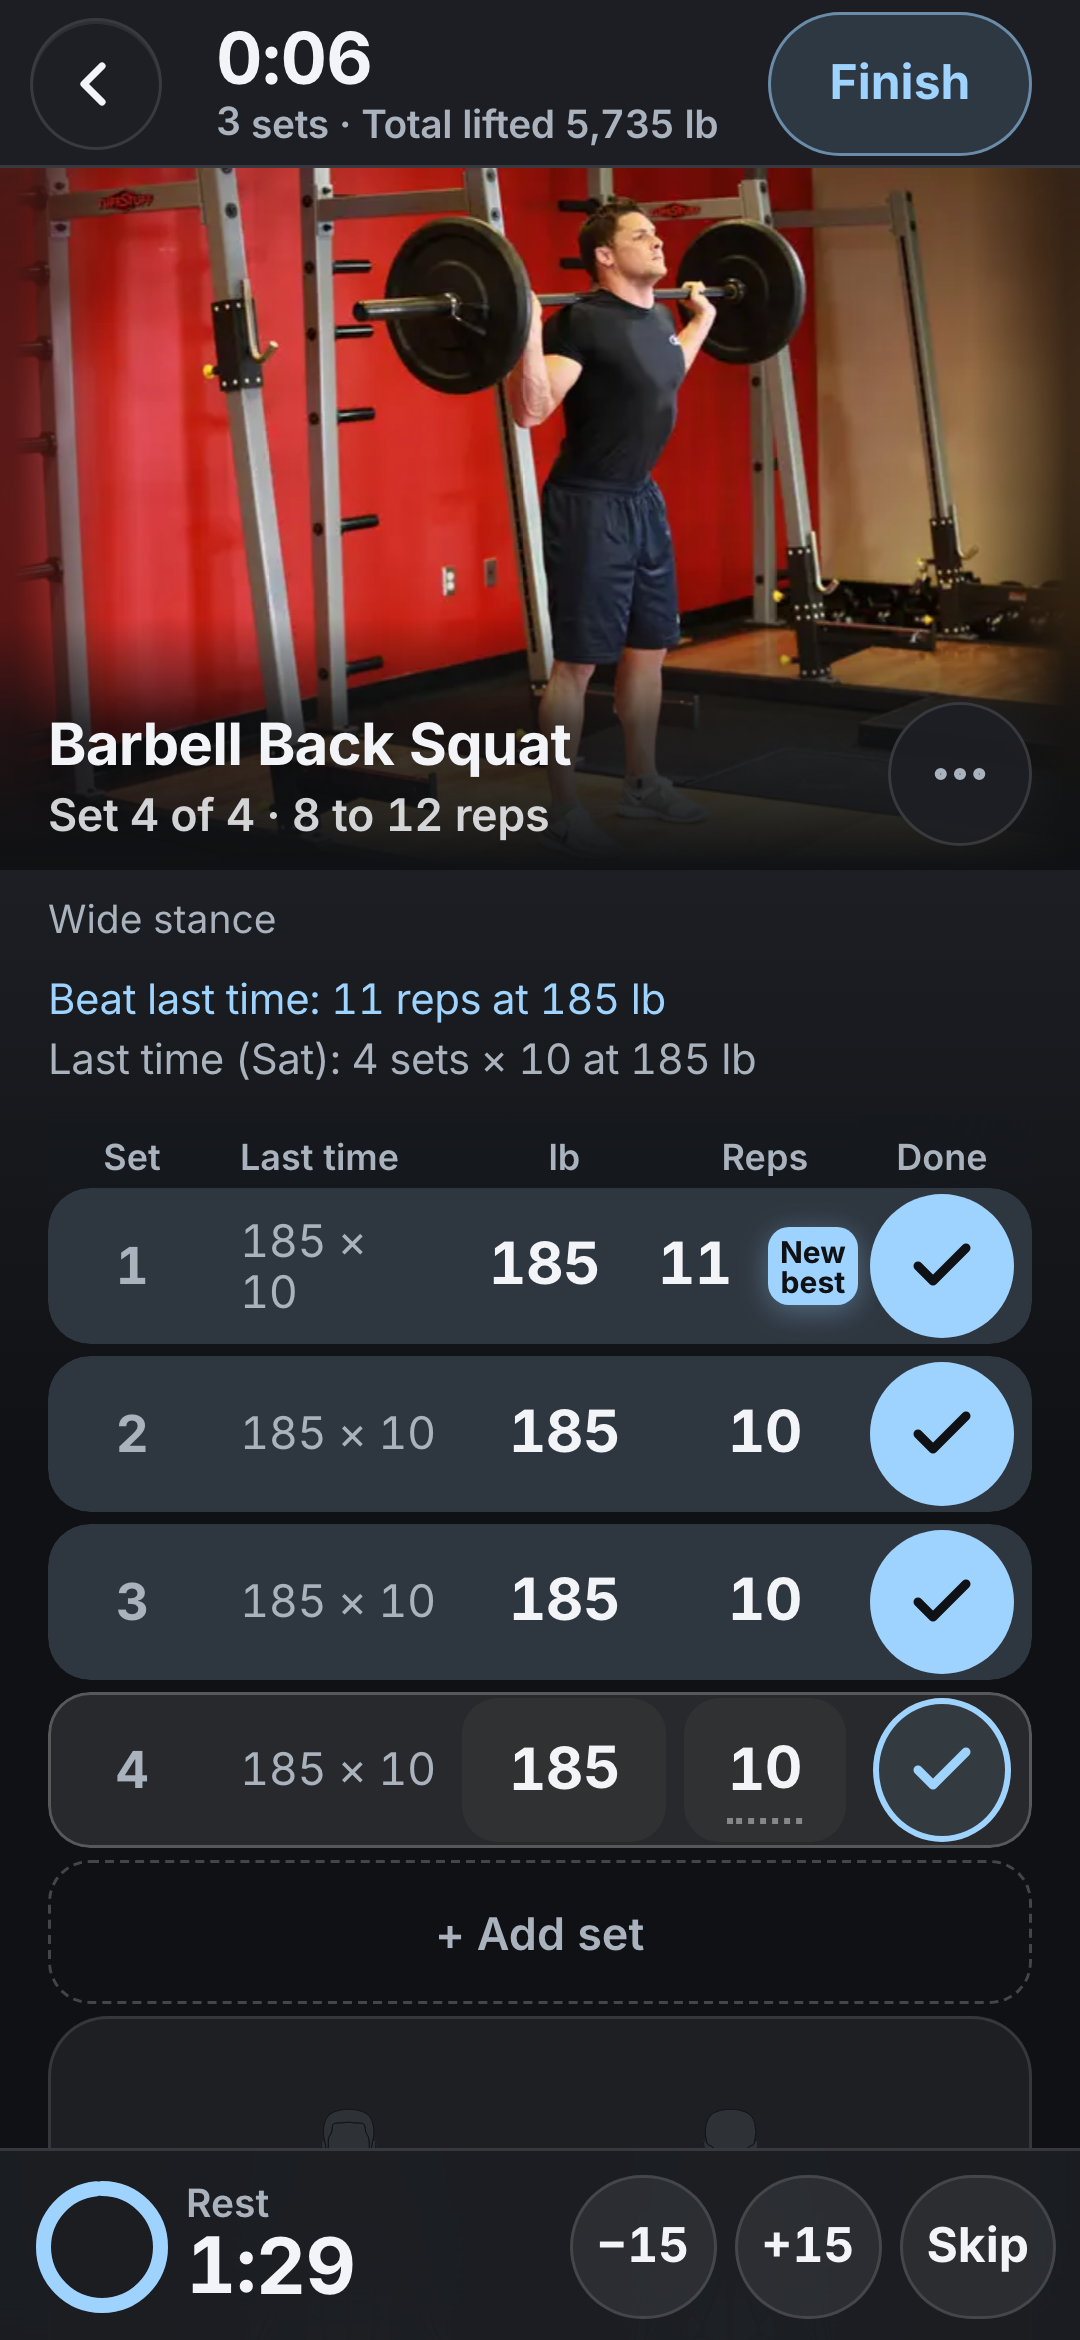 0:06
3 sets · Total lifted 5,735 lb
Finish
Barbell Back Squat
Set 4 of 4 · 8 to 12 reps
Wide stance
Beat last time: 11 reps at 185 lb
Last time (Sat): 4 sets × 10 at 185 lb
Set Last time lb Reps Done
1 185 × 10 185 11 New best
2 185 × 10 185 10
3 185 × 10 185 10
4 185 × 10 185 10
+ Add set
Rest
1:29
−15 +15 Skip